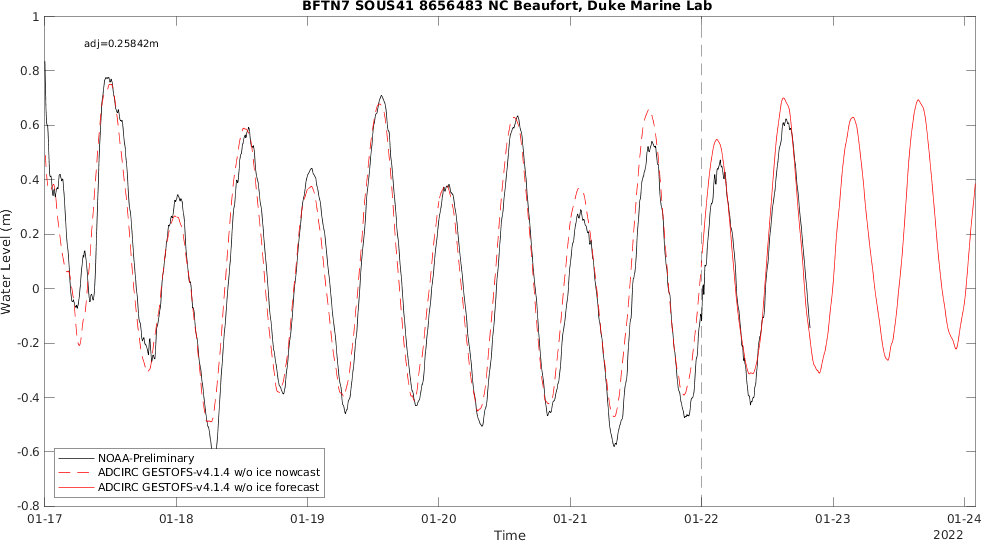 BFTN7 SOUS41 8656483 NC Beaufort, Duke Marine Lab
1
adj=0.25842m
0.8
0.6
0.4
0.2
0
-0.2
-0.4
-0.6
-0.8
Water Level (m)
NOAA-Preliminary
ADCIRC GESTOFS-v4.1.4 w/o ice nowcast
ADCIRC GESTOFS-v4.1.4 w/o ice forecast
01-17 01-18 01-19 01-20 01-21 01-22 01-23 01-24
Time
2022